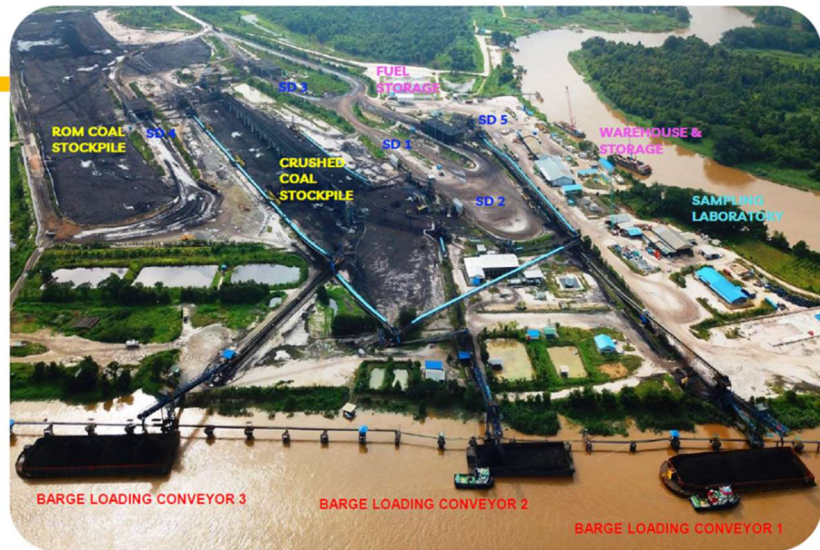 FUEL
STORAGE
SD 3
SD 5
ROM COAL
STOCKPILE
SD 4
SD 1
WAREHOUSE &
STORAGE
CRUSHED
COAL
STOCKPILE
SD 2
SAMPLING
LABORATORY
BARGE LOADING CONVEYOR 3
BARGE LOADING CONVEYOR 2
BARGE LOADING CONVEYOR 1